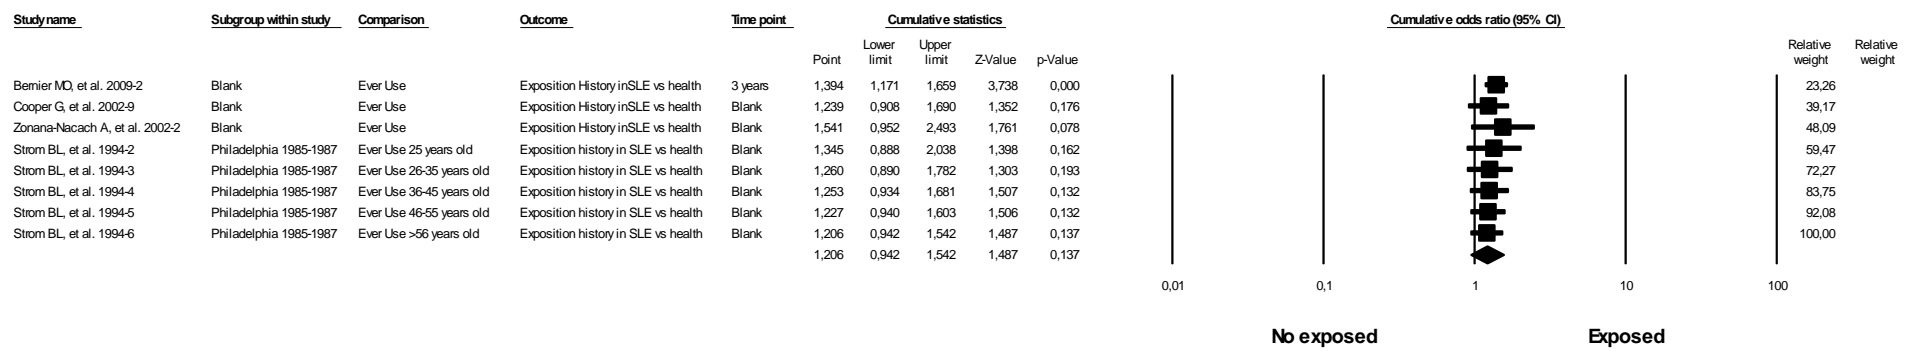 Study name Subgroup within study Comparison Outcome Time point Cumulative statistics Cumulative odds ratio (95% CI)
Lower Upper Relative Relative
Point limit limit Z-Value p-Value weight weight
Bernier MO, et al. 2009-2 Blank Ever Use Exposition History inSLE vs health 3 years 1,394 1,171 1,659 3,738 0,000 23,26
Cooper G, et al. 2002-9 Blank Ever Use Exposition History inSLE vs health Blank 1,239 0,908 1,690 1,352 0,176 39,17
Zonana-Nacach A, et al. 2002-2 Blank Ever Use Exposition History inSLE vs health Blank 1,541 0,952 2,493 1,761 0,078 48,09
Strom BL, et al. 1994-2 Philadelphia 1985-1987 Ever Use 25 years old Exposition history in SLE vs health Blank 1,345 0,888 2,038 1,398 0,162 59,47
Strom BL, et al. 1994-3 Philadelphia 1985-1987 Ever Use 26-35 years old Exposition history in SLE vs health Blank 1,260 0,890 1,782 1,303 0,193 72,27
Strom BL, et al. 1994-4 Philadelphia 1985-1987 Ever Use 36-45 years old Exposition history in SLE vs health Blank 1,253 0,934 1,681 1,507 0,132 83,75
Strom BL, et al. 1994-5 Philadelphia 1985-1987 Ever Use 46-55 years old Exposition history in SLE vs health Blank 1,227 0,940 1,603 1,506 0,132 92,08
Strom BL, et al. 1994-6 Philadelphia 1985-1987 Ever Use >56 years old Exposition history in SLE vs health Blank 1,206 0,942 1,542 1,487 0,137 100,00
1,206 0,942 1,542 1,487 0,137
0,01 0,1 1 10 100
No exposed Exposed